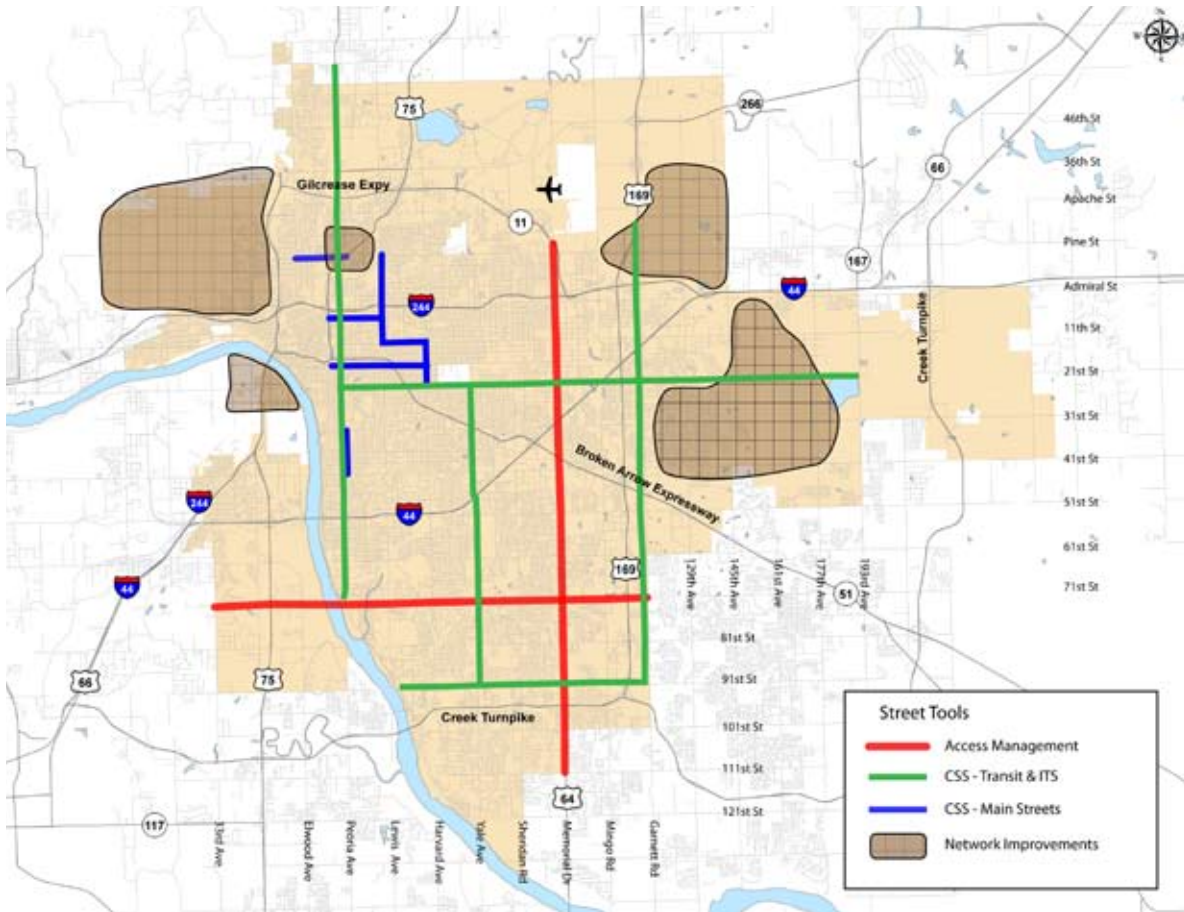 75
266
46th St
36th St
66
Gilcrease Expy
169
Apache St
11
Pine St
167
44
Admiral St
244
11th St
Creek Turnpike
21st St
31st St
41st St
Broken Arrow Expressway
244
44
51st St
61st St
169
129th Ave
145th Ave
161st Ave
177th Ave
193rd Ave
44
71st St
51
81st St
66
75
91st St
Creek Turnpike
101st St
111st St
64
121st St
117
33rd Ave
Elwood Ave
Peoria Ave
Lewis Ave
Harvard Ave
Yale Ave
Sheridan Rd
Memorial Dr
Mingo Rd
Garnett Rd
Street Tools
Access Management
CSS - Transit & ITS
CSS - Main Streets
Network Improvements